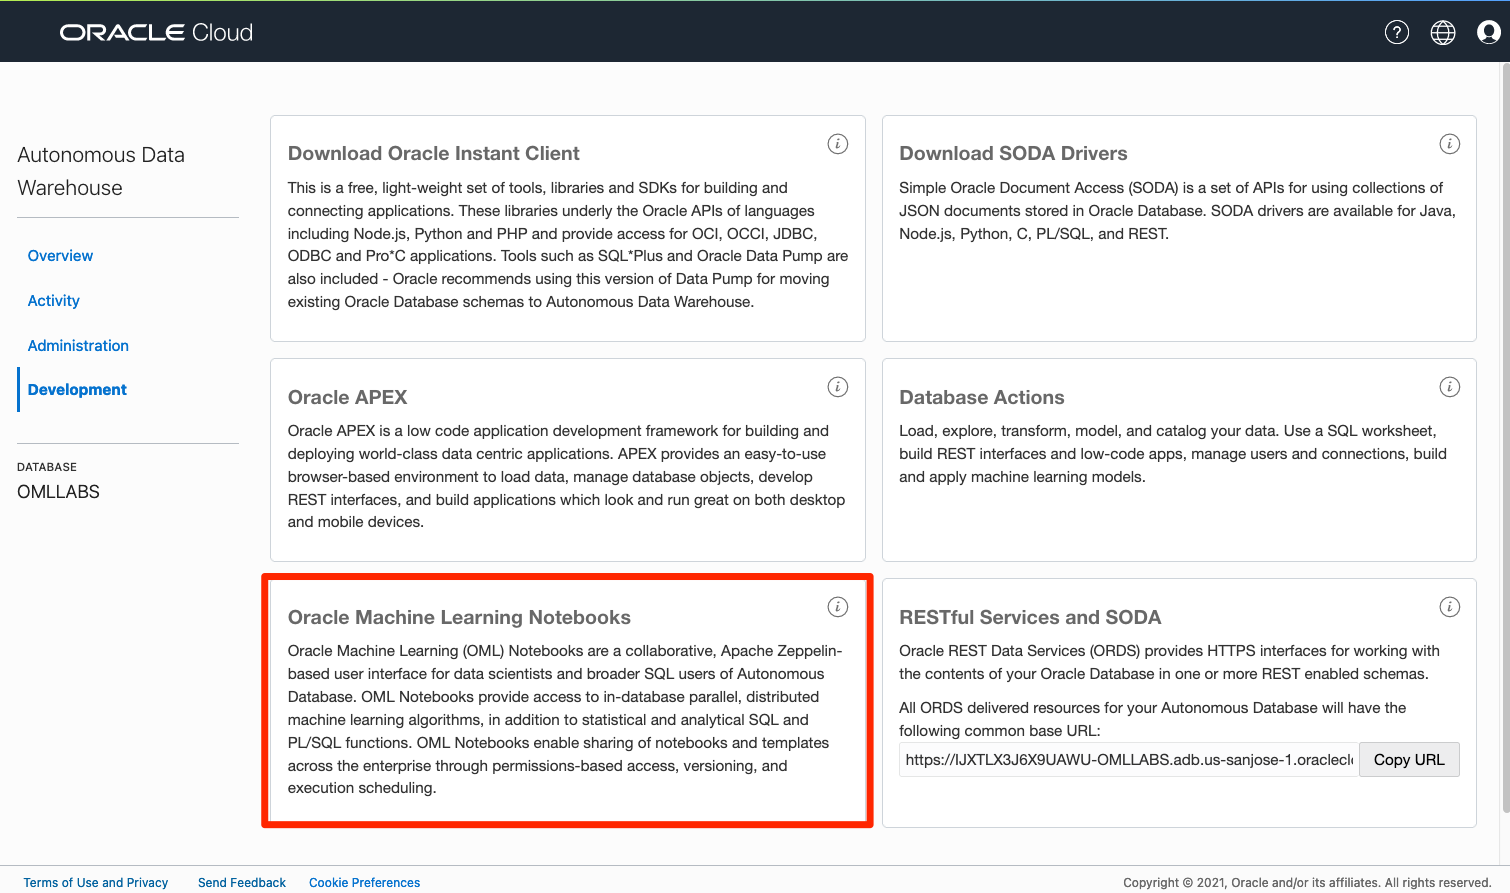 ORACLE Cloud
Autonomous Data
Warehouse
Overview
Activity
Administration
Development
DATABASE
OMLLABS
Download Oracle Instant Client
This is a free, light-weight set of tools, libraries and SDKs for building and
connecting applications. These libraries underly the Oracle APIs of languages
including Node.js, Python and PHP and provide access for OCI, OCCI, JDBC,
ODBC and Pro*C applications. Tools such as SQL*Plus and Oracle Data Pump are
also included - Oracle recommends using this version of Data Pump for moving
existing Oracle Database schemas to Autonomous Data Warehouse.
Download SODA Drivers
Simple Oracle Document Access (SODA) is a set of APIs for using collections of
JSON documents stored in Oracle Database. SODA drivers are available for Java,
Node.js, Python, C, PL/SQL, and REST.
Oracle APEX
Oracle APEX is a low code application development framework for building and
deploying world-class data centric applications. APEX provides an easy-to-use
browser-based environment to load data, manage database objects, develop
REST interfaces, and build applications which look and run great on both desktop
and mobile devices.
Database Actions
Load, explore, transform, model, and catalog your data. Use a SQL worksheet,
build REST interfaces and low-code apps, manage users and connections, build
and apply machine learning models.
Oracle Machine Learning Notebooks
Oracle Machine Learning (OML) Notebooks are a collaborative, Apache Zeppelin-
based user interface for data scientists and broader SQL users of Autonomous
Database. OML Notebooks provide access to in-database parallel, distributed
machine learning algorithms, in addition to statistical and analytical SQL and
PL/SQL functions. OML Notebooks enable sharing of notebooks and templates
across the enterprise through permissions-based access, versioning, and
execution scheduling.
RESTful Services and SODA
Oracle REST Data Services (ORDS) provides HTTPS interfaces for working with
the contents of your Oracle Database in one or more REST enabled schemas.
All ORDS delivered resources for your Autonomous Database will have the
following common base URL:
https://IJXTLX3J6X9UAWU-OMLLABS.adb.us-sanjose-1.oraclecl
Copy URL
Terms of Use and Privacy
Send Feedback
Cookie Preferences
Copyright © 2021, Oracle and/or its affiliates. All rights reserved.